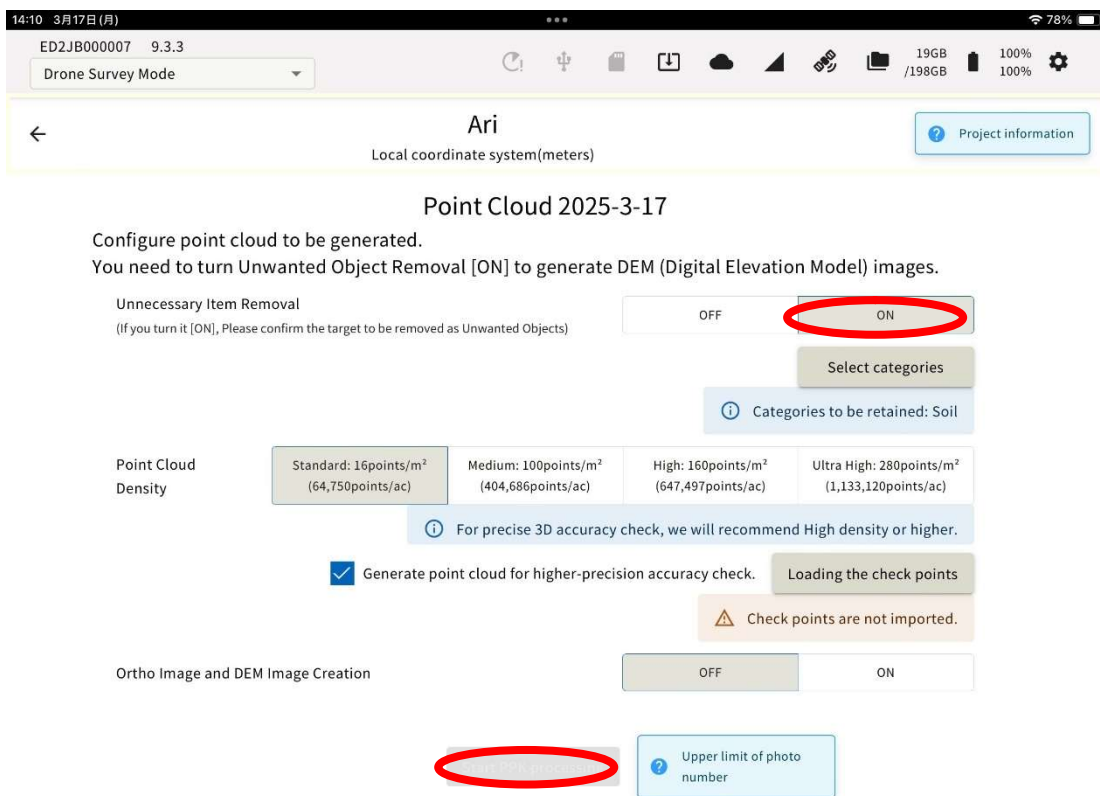 14:10 3月17日(月)
78%
ED2JB000007 9.3.3
Drone Survey Mode
19GB
/198GB
100%
100%
Ari
Local coordinate system(meters)
Project information
Point Cloud 2025-3-17
Configure point cloud to be generated.
You need to turn Unwanted Object Removal [ON] to generate DEM (Digital Elevation Model) images.
Unnecessary Item Removal
(If you turn it [ON], Please confirm the target to be removed as Unwanted Objects)
OFF
ON
Select categories
Categories to be retained: Soil
Point Cloud
Density
Standard: 16points/m²
(64,750points/ac)
Medium: 100points/m²
(404,686points/ac)
High: 160points/m²
(647,497points/ac)
Ultra High: 280points/m²
(1,133,120points/ac)
For precise 3D accuracy check, we will recommend High density or higher.
Generate point cloud for higher-precision accuracy check.
Loading the check points
Check points are not imported.
Ortho Image and DEM Image Creation
OFF
ON
Upper limit of photo
number